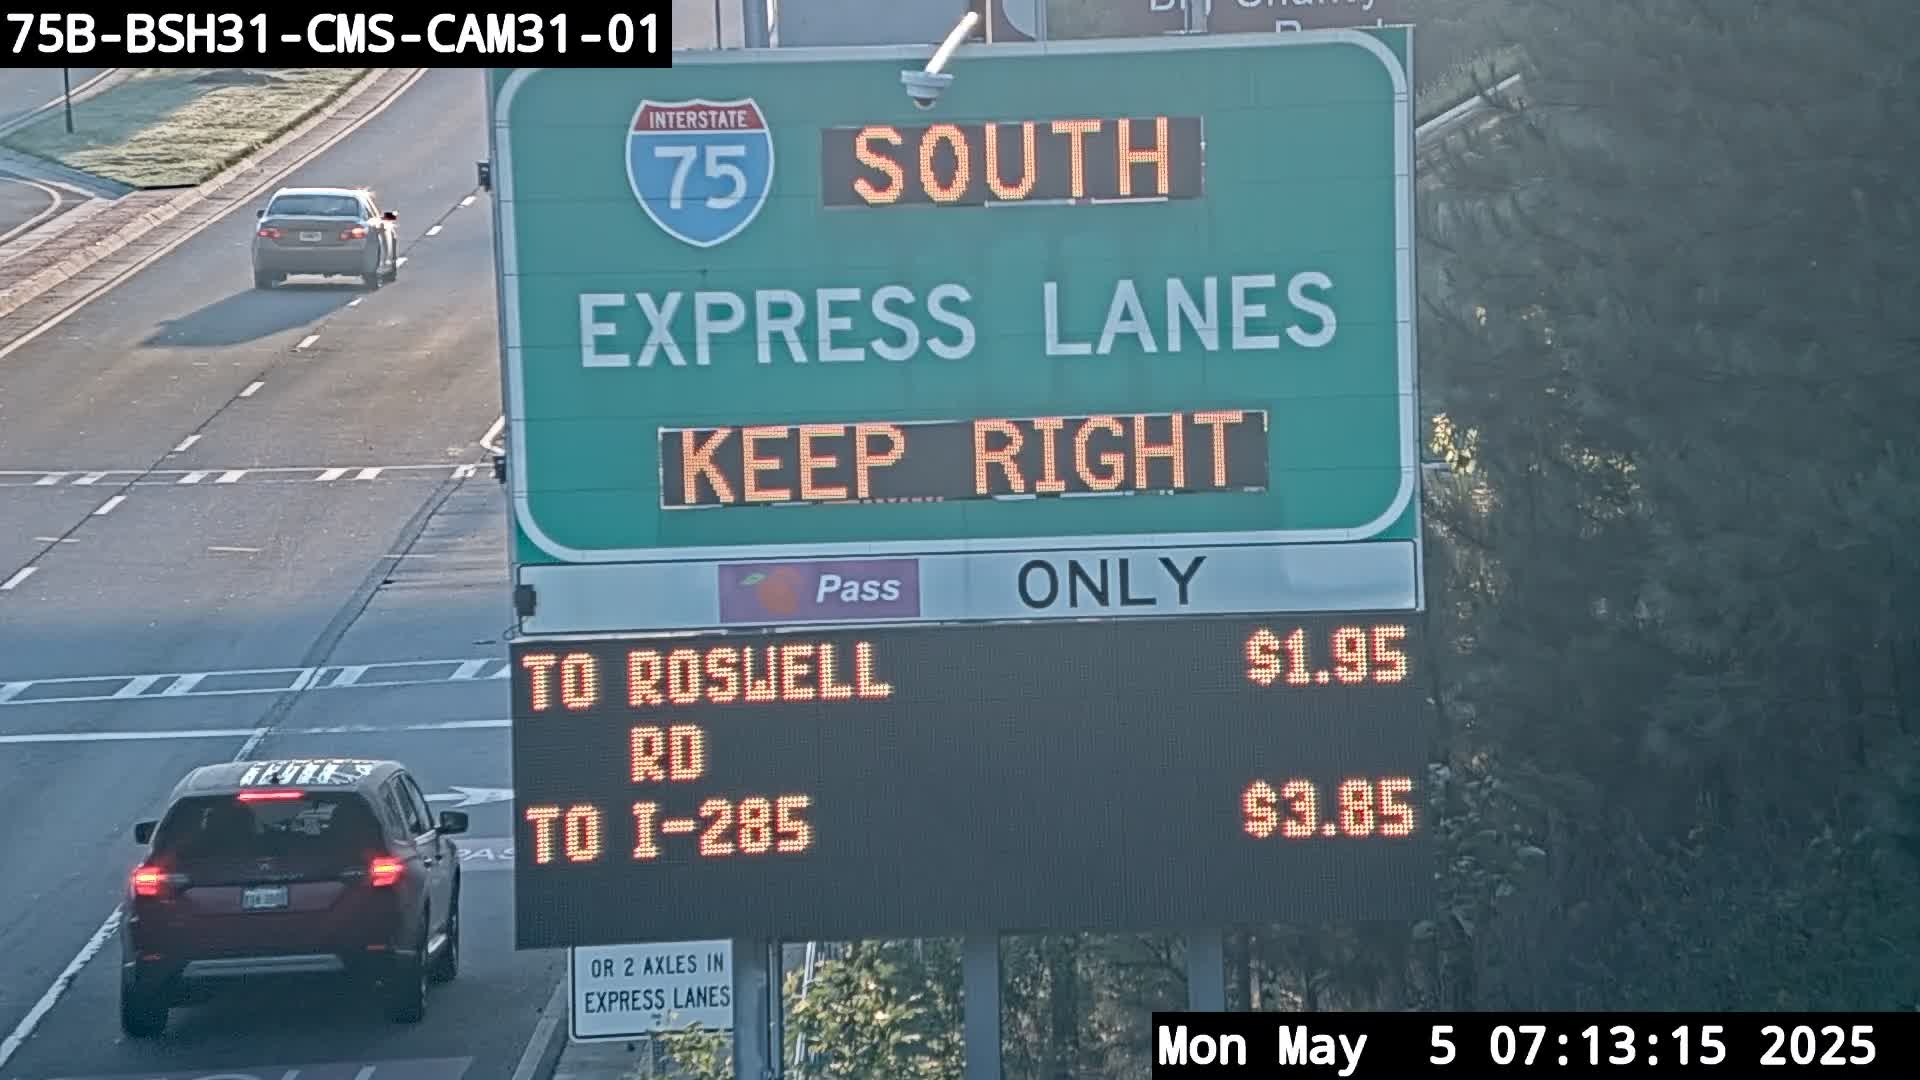 75B-BSH31-CMS-CAM31-01
INTERSTATE
75
SOUTH
EXPRESS LANES
KEEP RIGHT
Pass
ONLY
TO ROSWELL $1.95
RD
TO I-285 $3.85
OR 2 AXLES IN
EXPRESS LANES
Mon May 5 07:13:15 2025